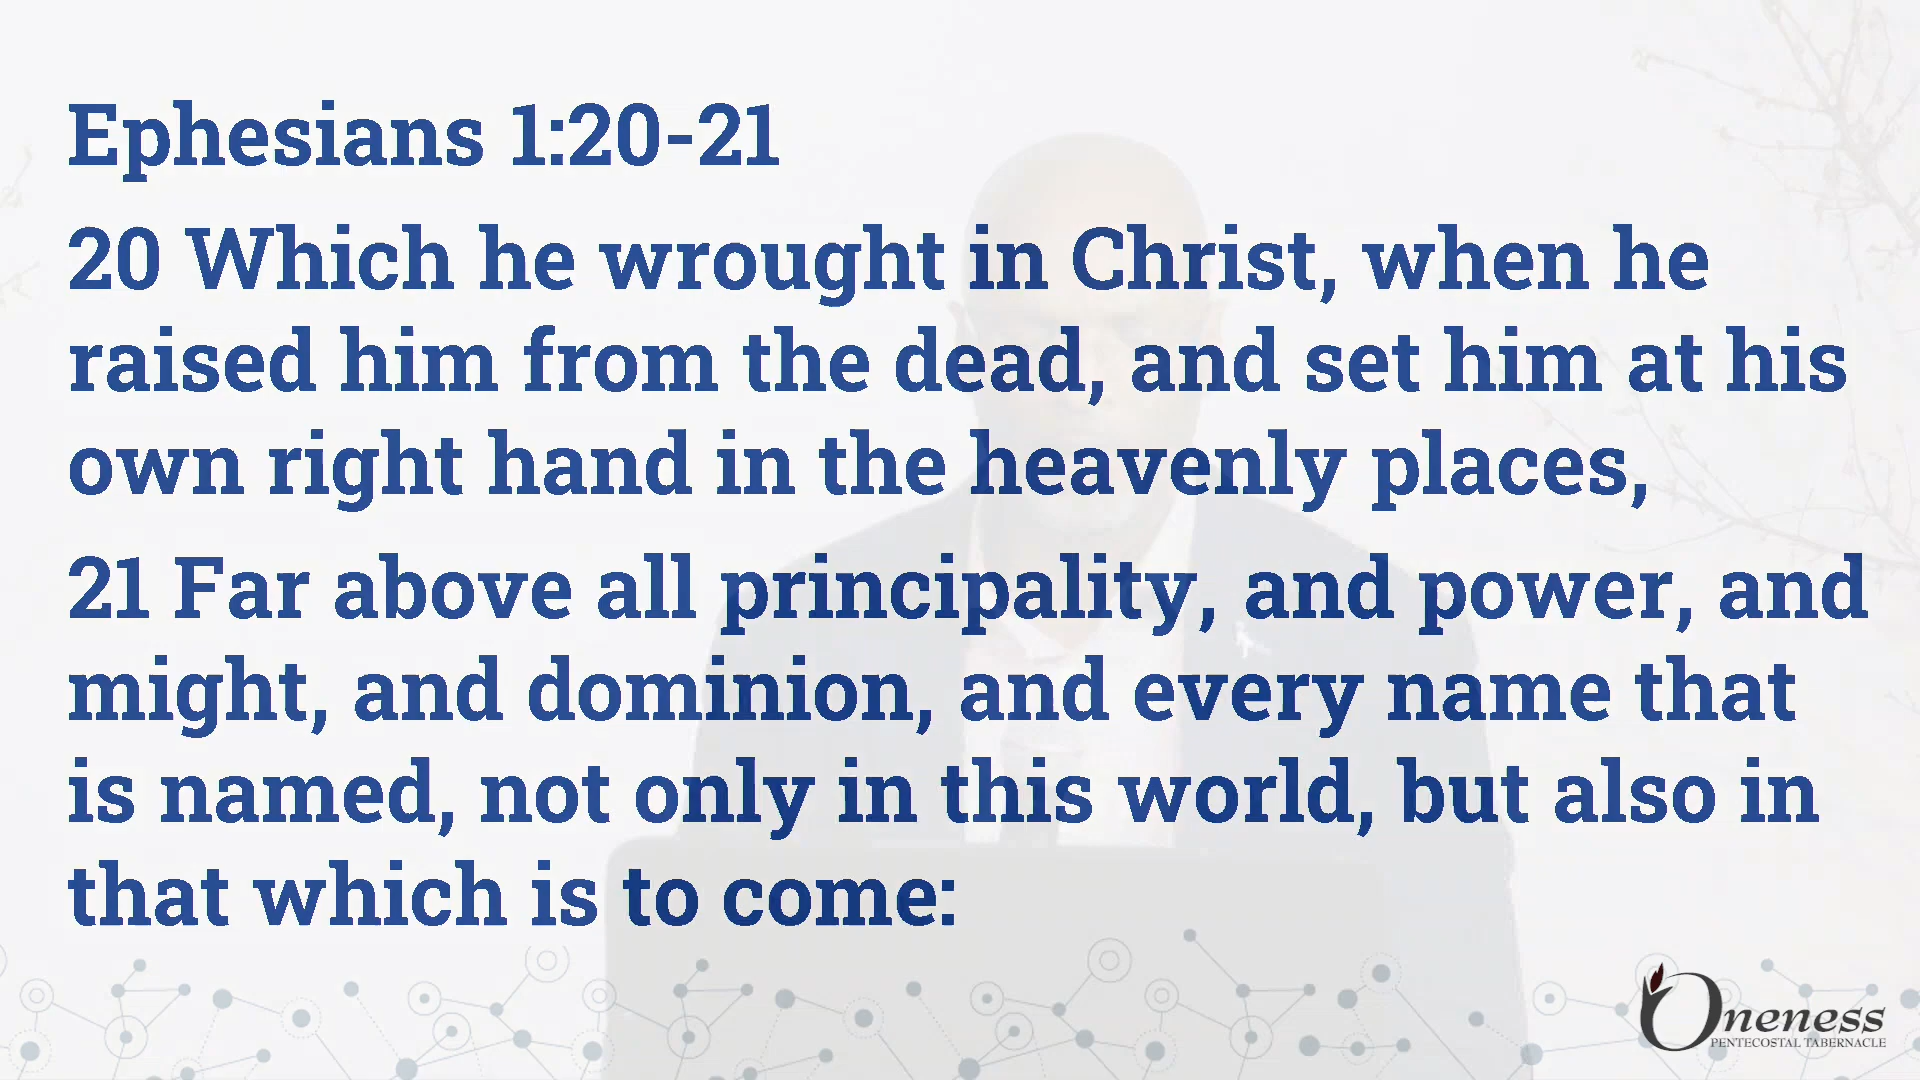 Ephesians 1:20-21
20 Which he wrought in Christ, when he
raised him from the dead, and set him at his
own right hand in the heavenly places,
21 Far above all principality, and power, and
might, and dominion, and every name that
is named, not only in this world, but also in
that which is to come:
Oneness
PENTECOSTAL TABERNACLE